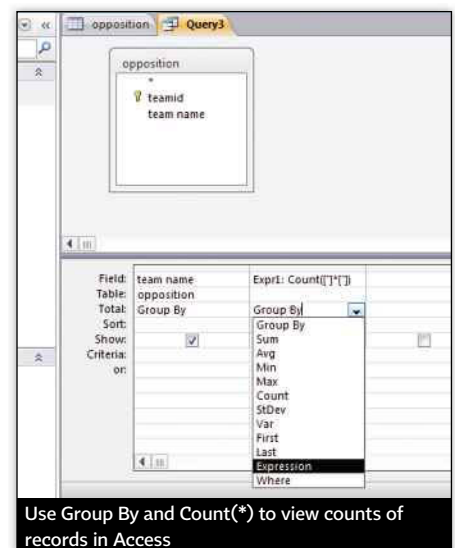 opposition Query3
opposition
*
teamid
team name
Field: team name Expr1: Count([']*['])
Table: opposition
Total: Group By Group By
Sort: Group By
Show: Sum
Criteria: Avg
or: Min
Max
Count
StDev
Var
First
Last
Expression
Where
Use Group By and Count(*) to view counts of
records in Access